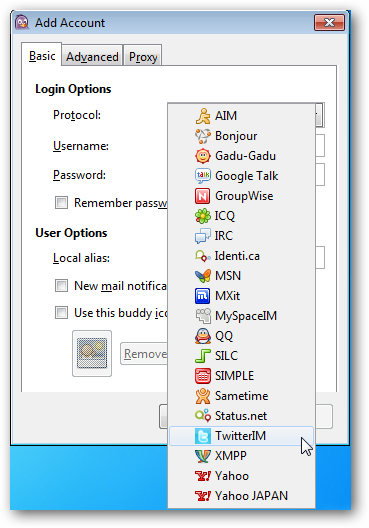 Add Account
Basic Advanced Proxy
Login Options
Protocol:
Username:
Password:
Remember passw
User Options
Local alias:
New mail notifica
Use this buddy ico
Remove
AIM
Bonjour
Gadu-Gadu
Google Talk
GroupWise
ICQ
IRC
Identi.ca
MSN
MXit
MySpaceIM
QQ
SILC
SIMPLE
Sametime
Status.net
TwitterIM
XMPP
Yahoo
Yahoo JAPAN